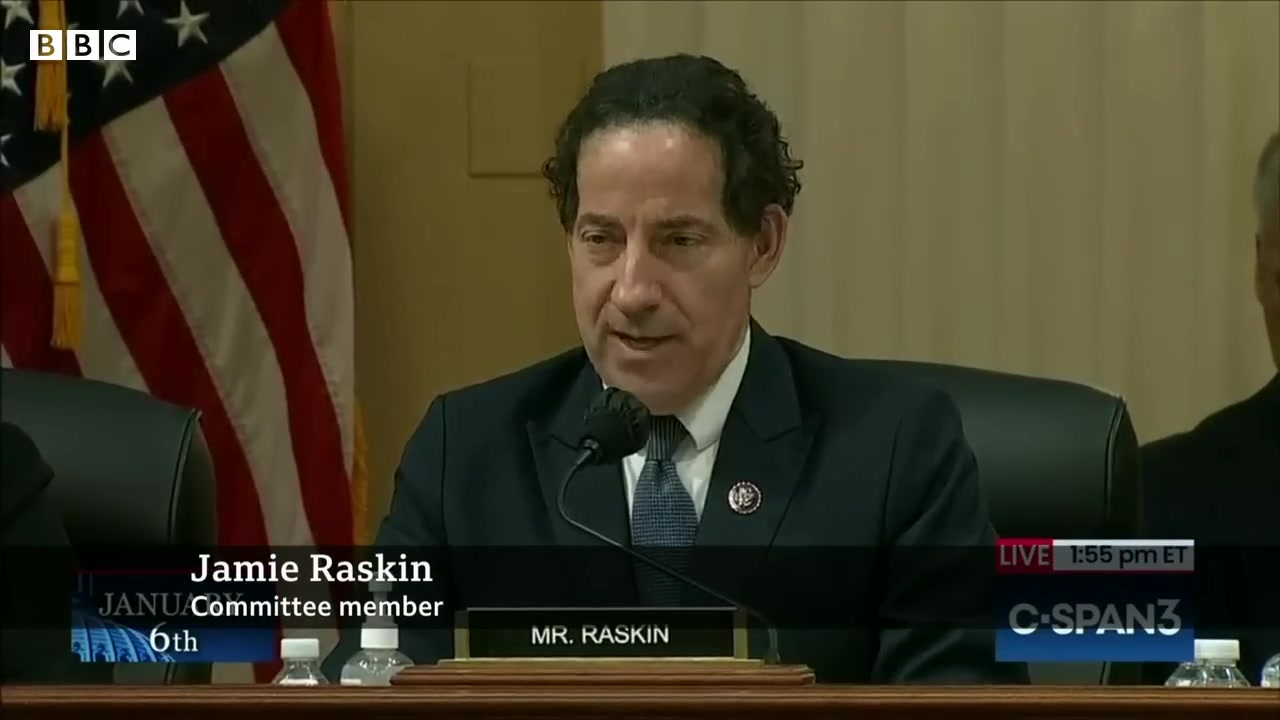 BBC
Jamie Raskin
Committee member
JANUARY
6th
MR. RASKIN
LIVE 1:55 pm ET
C-SPAN3